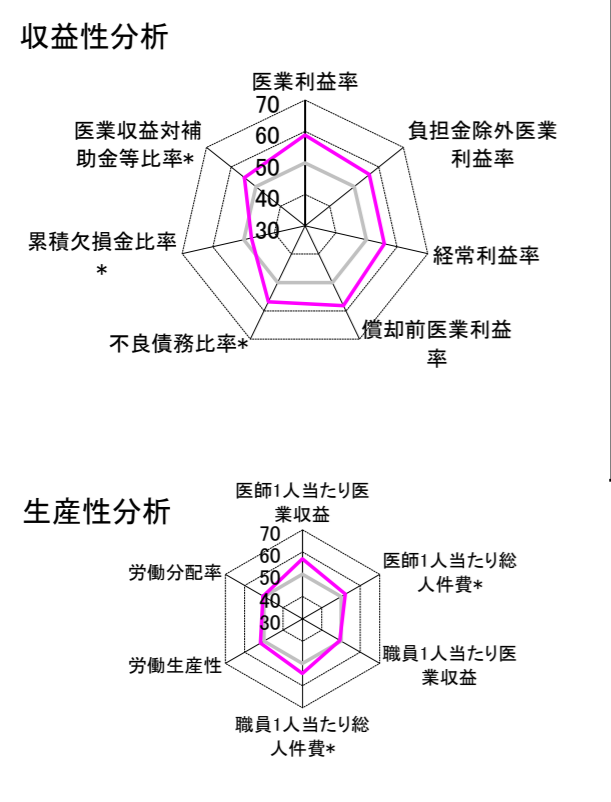 収益性分析
医業利益率
70
60
50
40
30
負担金除外医業
利益率
経常利益率
償却前医業利益
率
不良債務比率*
累積欠損金比率
*
医業収益対補
助金等比率*
生産性分析
医師1人当たり医
業収益
70
60
50
40
30
医師1人当たり総
人件費*
職員1人当たり医
業収益
職員1人当たり総
人件費*
労働生産性
労働分配率